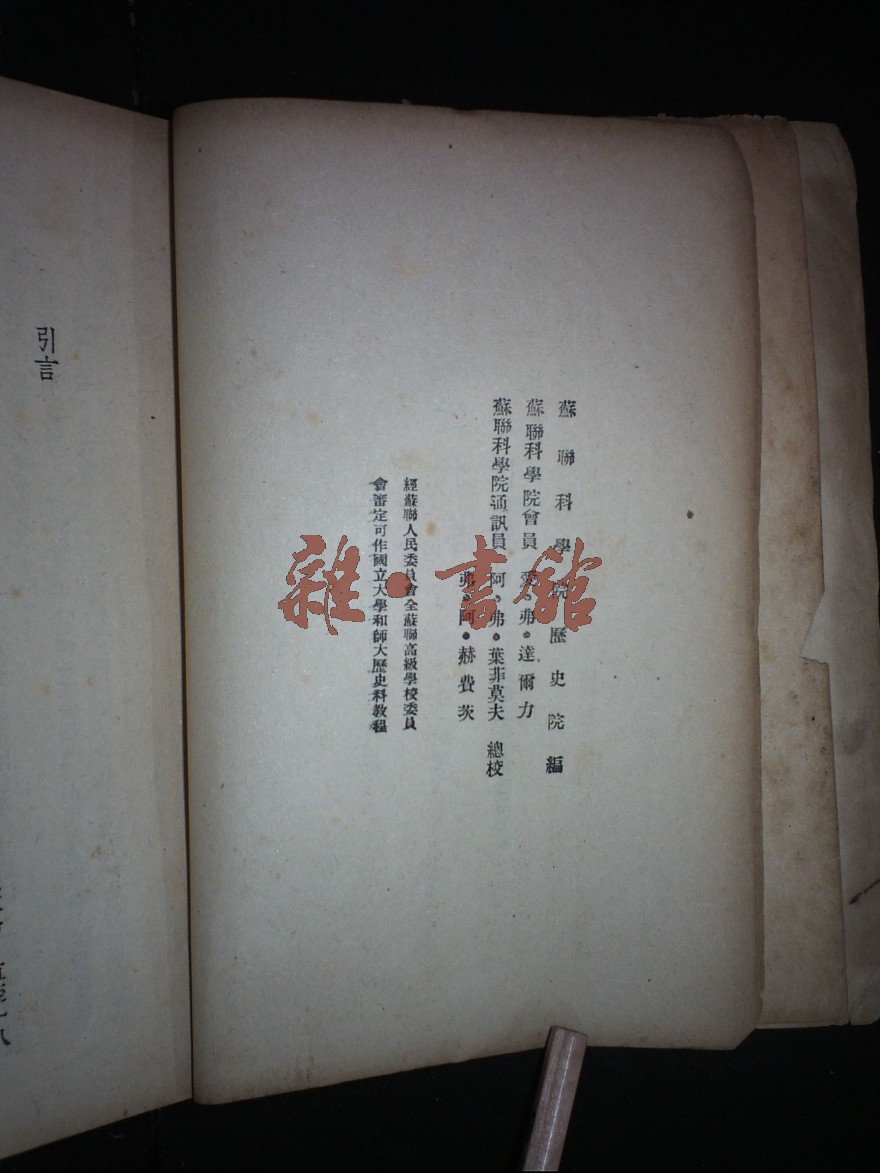 蘇聯科學院歷史院編
蘇聯科學院會員 愛·弗·達爾力
蘇聯科學院通訊員 阿·弗·葉菲莫夫 總校
弗·阿·赫費茨
經蘇聯人民委員會全蘇聯高級學校委員
會審定可作國立大學和師大歷史科教程
引言
雜·書館